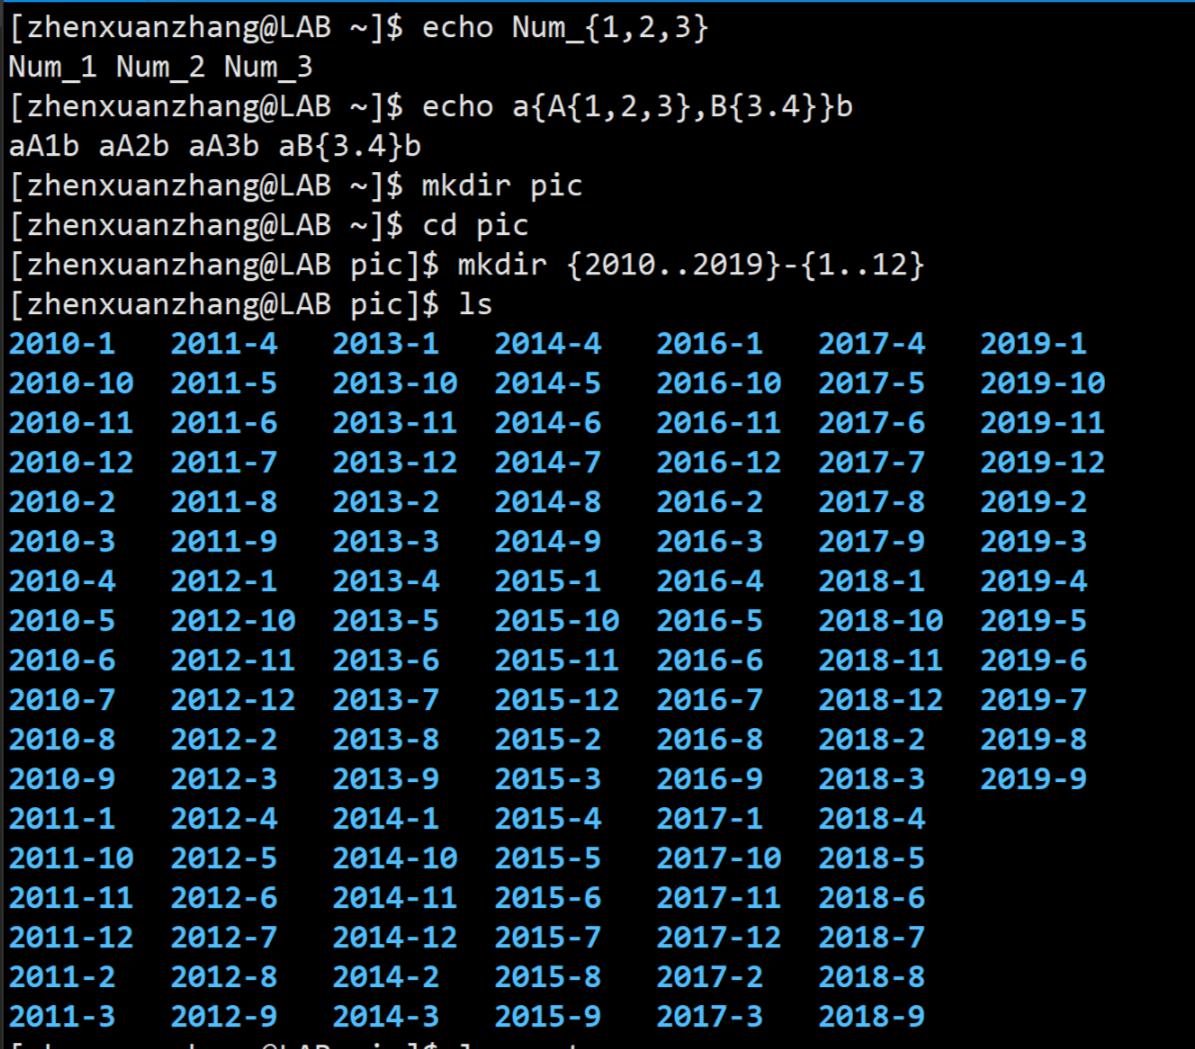 [zhenxuanzhang@LAB ~]$ echo Num_{1,2,3}
Num_1 Num_2 Num_3
[zhenxuanzhang@LAB ~]$ echo a{A{1,2,3},B{3.4}}b
aA1b aA2b aA3b aB{3.4}b
[zhenxuanzhang@LAB ~]$ mkdir pic
[zhenxuanzhang@LAB ~]$ cd pic
[zhenxuanzhang@LAB pic]$ mkdir {2010..2019}-{1..12}
[zhenxuanzhang@LAB pic]$ ls
2010-1 2011-4 2013-1 2014-4 2016-1 2017-4 2019-1
2010-10 2011-5 2013-10 2014-5 2016-10 2017-5 2019-10
2010-11 2011-6 2013-11 2014-6 2016-11 2017-6 2019-11
2010-12 2011-7 2013-12 2014-7 2016-12 2017-7 2019-12
2010-2 2011-8 2013-2 2014-8 2016-2 2017-8 2019-2
2010-3 2011-9 2013-3 2014-9 2016-3 2017-9 2019-3
2010-4 2012-1 2013-4 2015-1 2016-4 2018-1 2019-4
2010-5 2012-10 2013-5 2015-10 2016-5 2018-10 2019-5
2010-6 2012-11 2013-6 2015-11 2016-6 2018-11 2019-6
2010-7 2012-12 2013-7 2015-12 2016-7 2018-12 2019-7
2010-8 2012-2 2013-8 2015-2 2016-8 2018-2 2019-8
2010-9 2012-3 2013-9 2015-3 2016-9 2018-3 2019-9
2011-1 2012-4 2014-1 2015-4 2017-1 2018-4
2011-10 2012-5 2014-10 2015-5 2017-10 2018-5
2011-11 2012-6 2014-11 2015-6 2017-11 2018-6
2011-12 2012-7 2014-12 2015-7 2017-12 2018-7
2011-2 2012-8 2014-2 2015-8 2017-2 2018-8
2011-3 2012-9 2014-3 2015-9 2017-3 2018-9